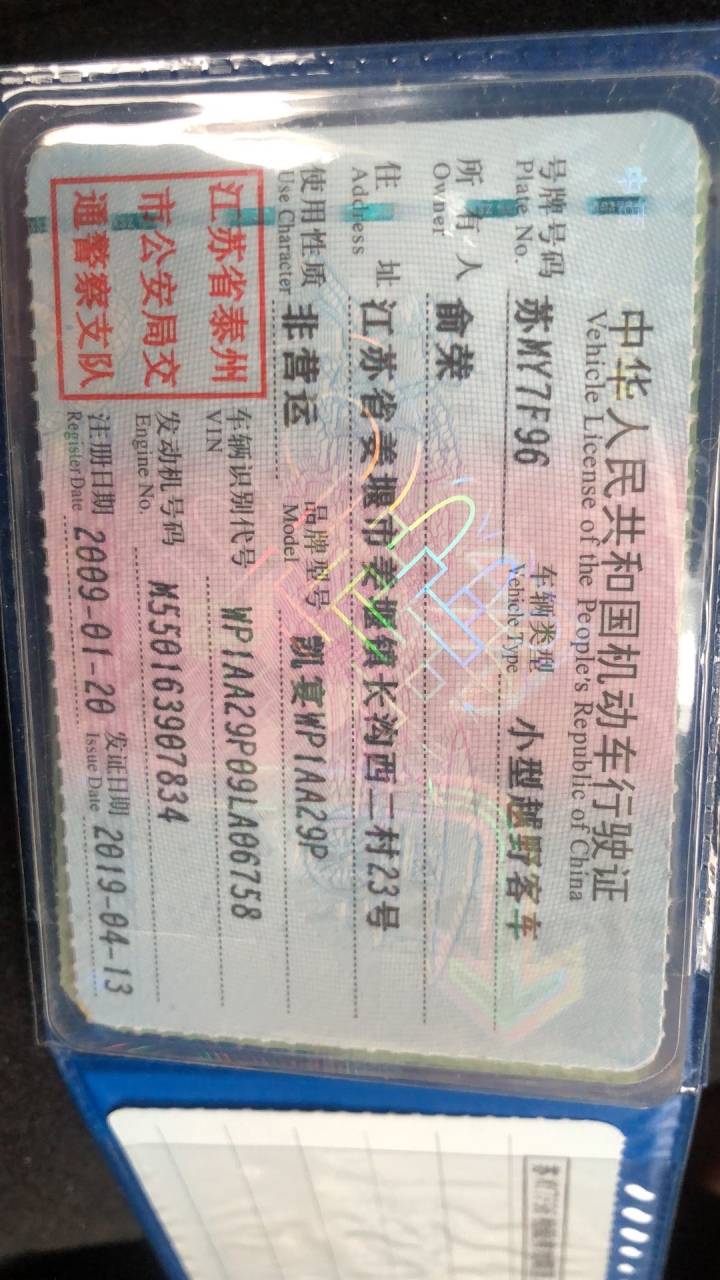 中华人民共和国机动车行驶证
Vehicle License of the People's Republic of China
号牌号码 苏MY7F96 车辆类型 小型越野客车
Plate No. Vehicle Type
所有人 俞荣
Owner
住址 江苏省姜堰市姜堰镇长沟西二村23号
Address
使用性质 非营运 品牌型号 凯宴WP1AA29P
Use Character Model
江苏省泰州
市公安局交
通警察支队
车辆识别代号 WP1AA29P09LA06758
VIN
发动机号码 M550163907834
Engine No.
注册日期 2009-01-20 发证日期 2019-04-13
Register Date Issue Date